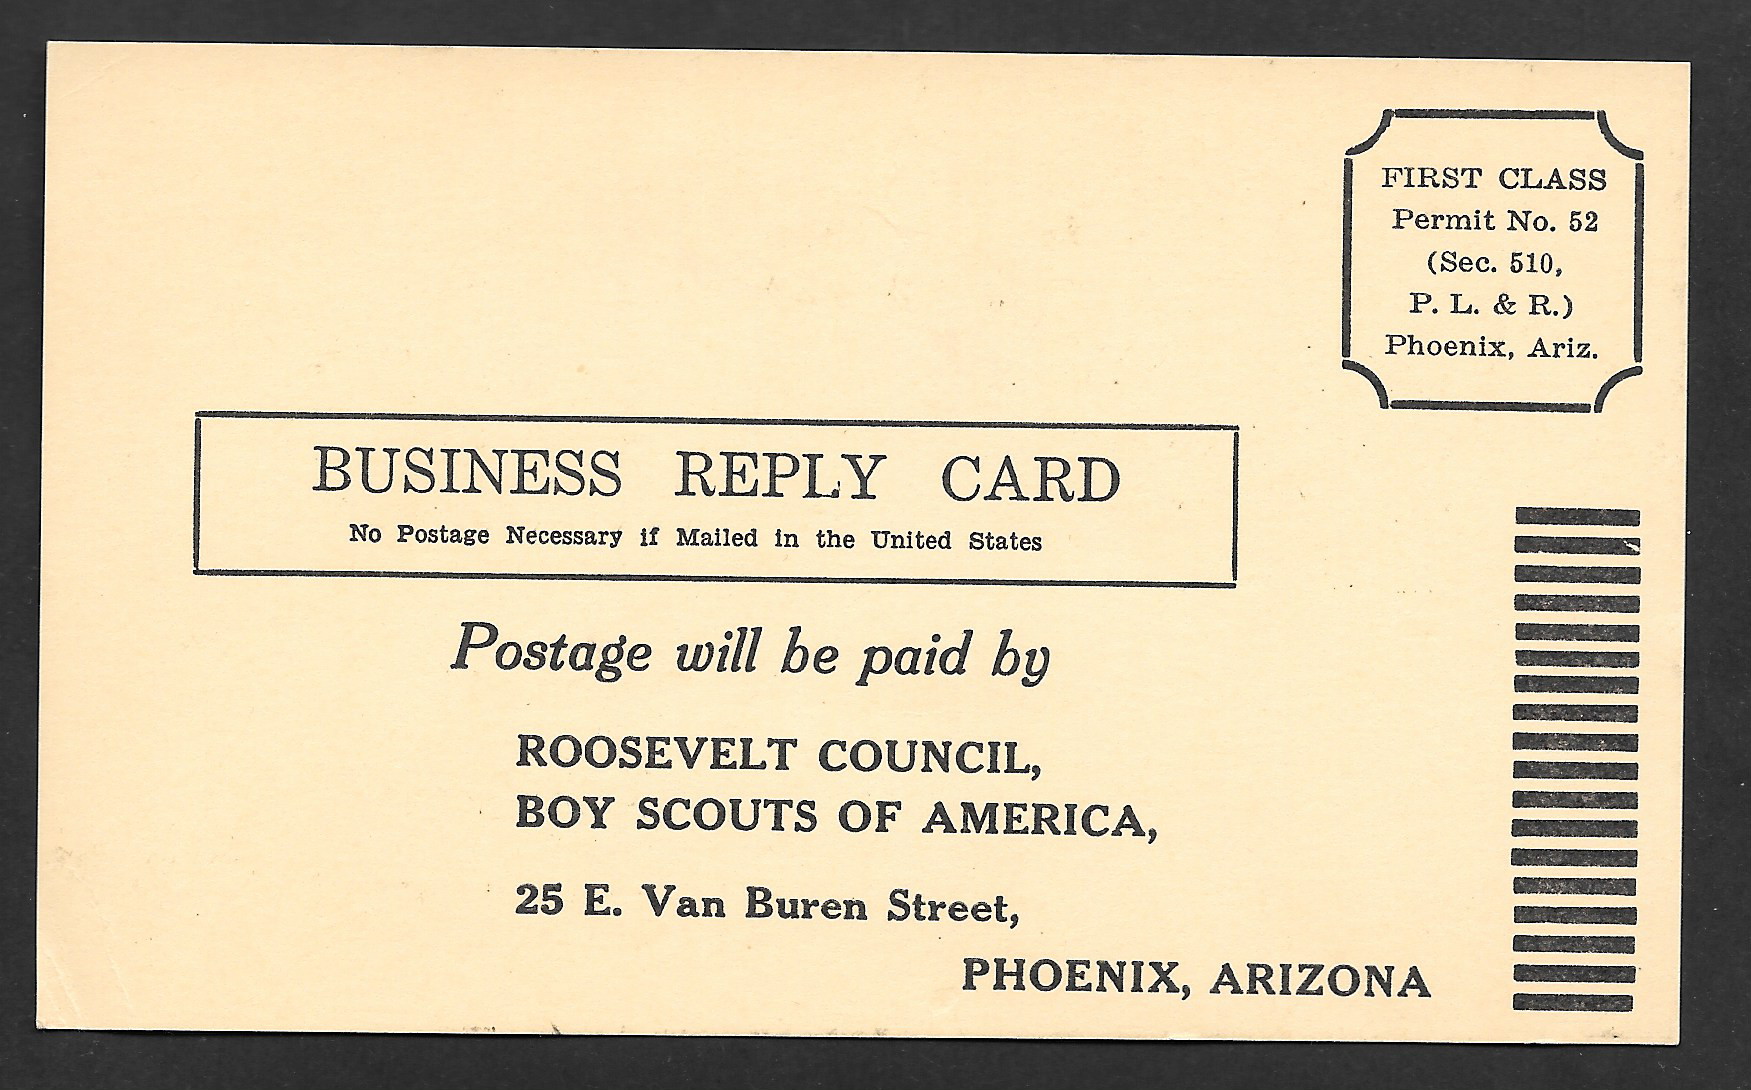 FIRST CLASS
Permit No. 52
(Sec. 510,
P. L. & R.)
Phoenix, Ariz.
BUSINESS REPLY CARD
No Postage Necessary if Mailed in the United States
Postage will be paid by
ROOSEVELT COUNCIL,
BOY SCOUTS OF AMERICA,
25 E. Van Buren Street,
PHOENIX, ARIZONA